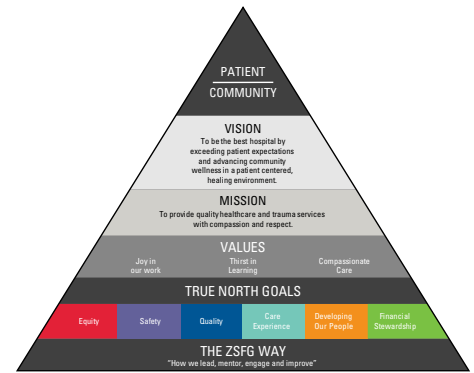 PATIENT
COMMUNITY
VISION
To be the best hospital by
exceeding patient expectations
and advancing community
wellness in a patient centered,
healing environment.
MISSION
To provide quality healthcare and trauma services
with compassion and respect.
VALUES
Joy in
our work
Thirst in
Learning
Compassionate
Care
TRUE NORTH GOALS
Equity
Safety
Quality
Care
Experience
Developing
Our People
Financial
Stewardship
THE ZSFG WAY
"How we lead, mentor, engage and improve"